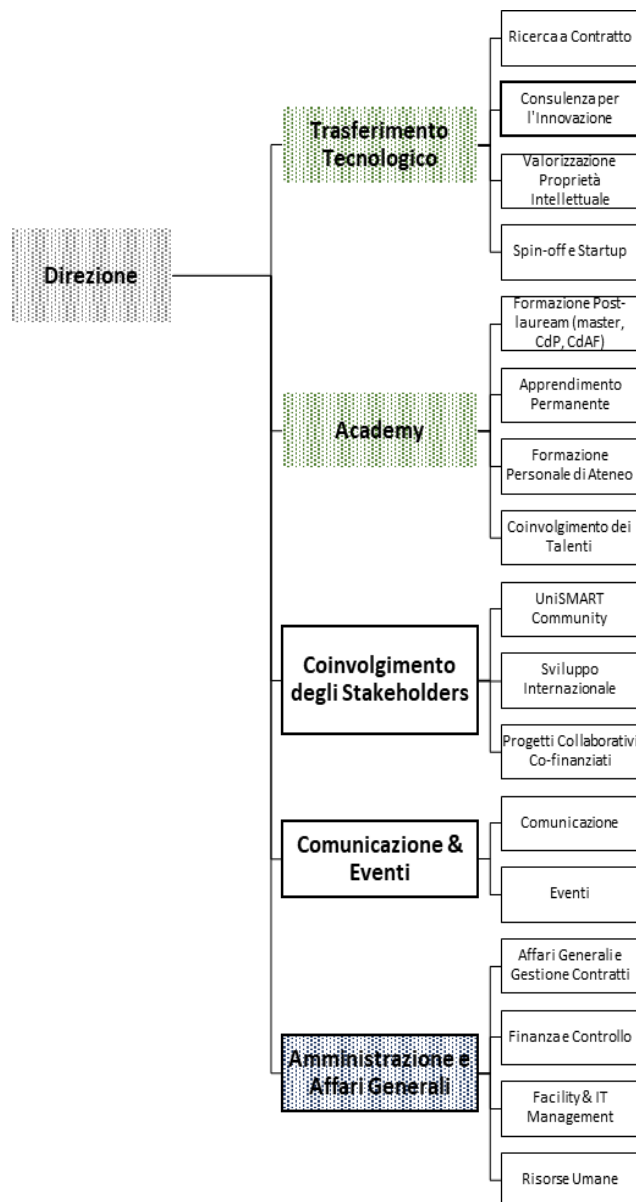 Direzione
Trasferimento
Tecnologico
Ricerca a Contratto
Consulenza per
l'Innovazione
Valorizzazione
Proprietà
Intellettuale
Spin-off e Startup
Academy
Formazione Post-
lauream (master,
CdP, CdAF)
Apprendimento
Permanente
Formazione
Personale di Ateneo
Coinvolgimento dei
Talenti
Coinvolgimento
degli Stakeholders
UniSMART
Community
Sviluppo
Internazionale
Progetti Collaborativi
Co-finanziati
Comunicazione &
Eventi
Comunicazione
Eventi
Amministrazione e
Affari Generali
Affari Generali e
Gestione Contratti
Finanza e Controllo
Facility & IT
Management
Risorse Umane